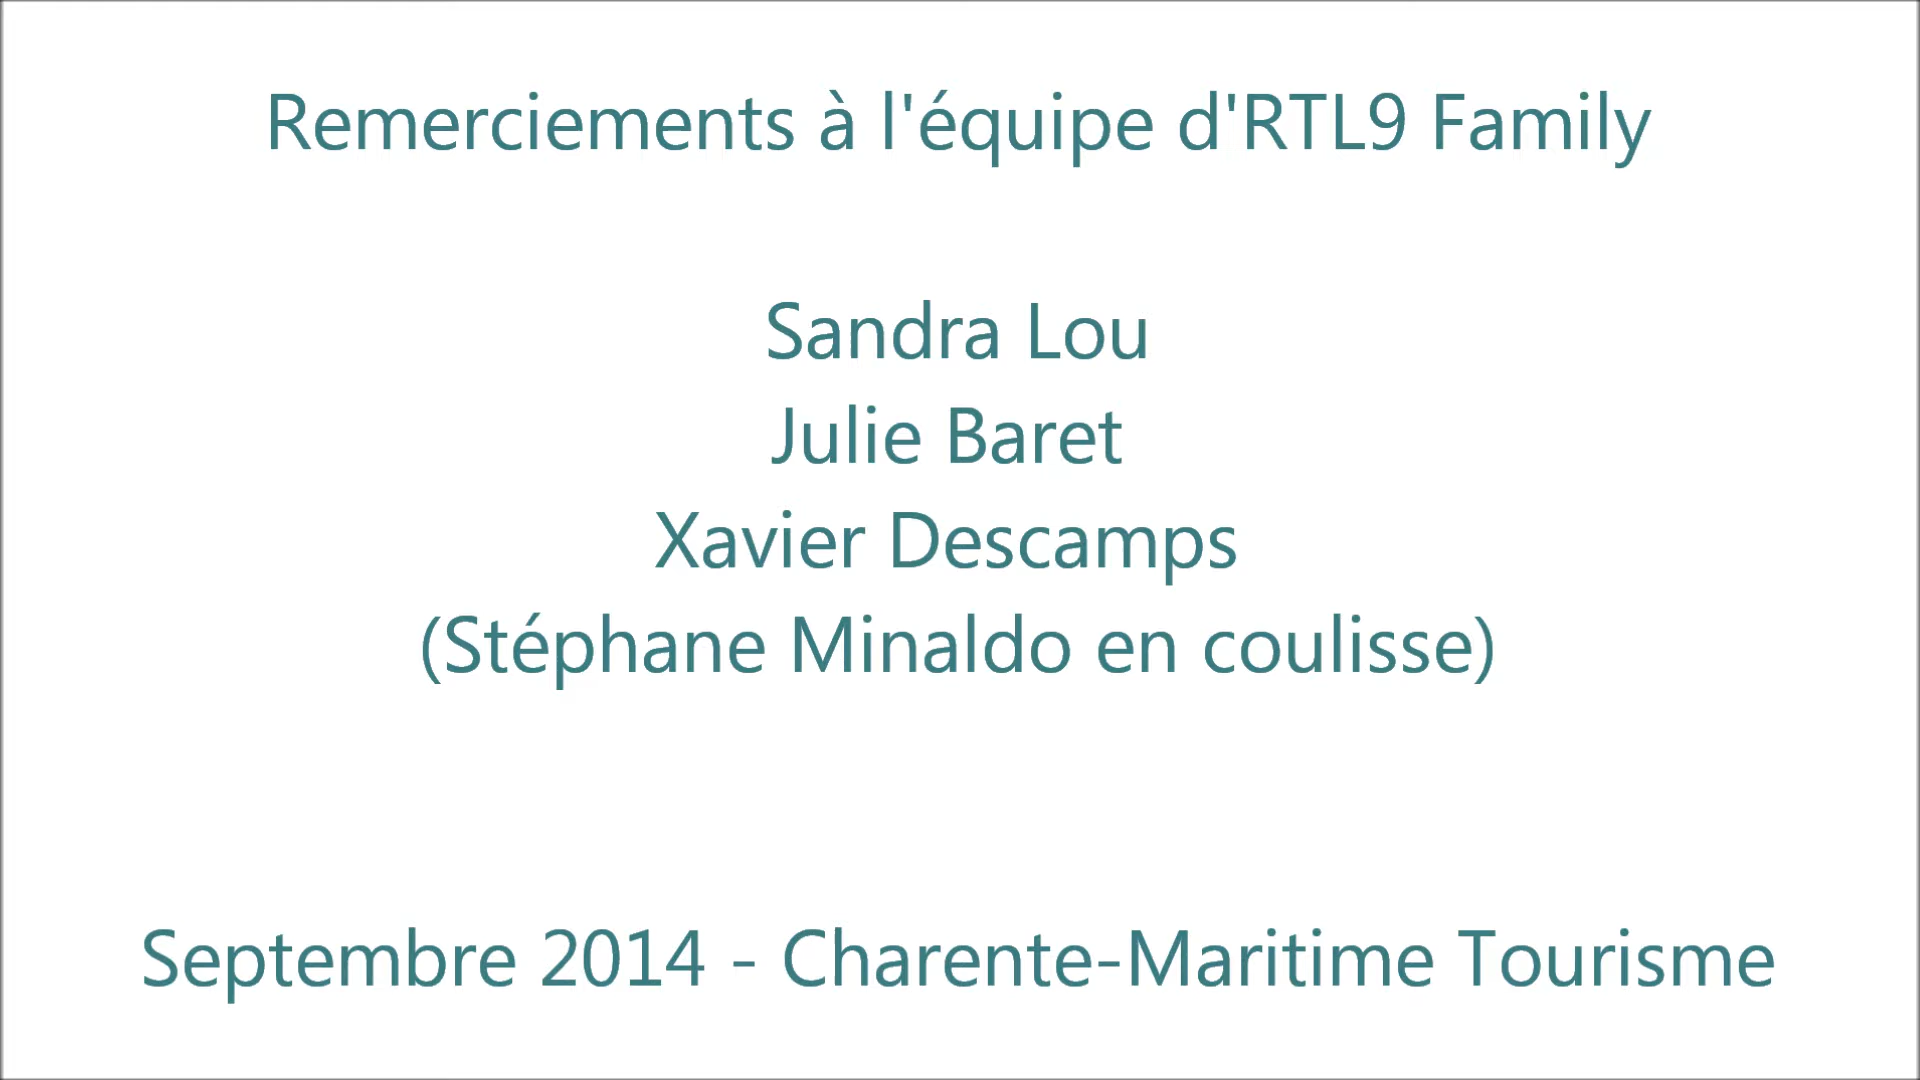 Remerciements à l'équipe d'RTL9 Family
Sandra Lou
Julie Baret
Xavier Descamps
(Stéphane Minaldo en coulisse)
Septembre 2014 - Charente-Maritime Tourisme